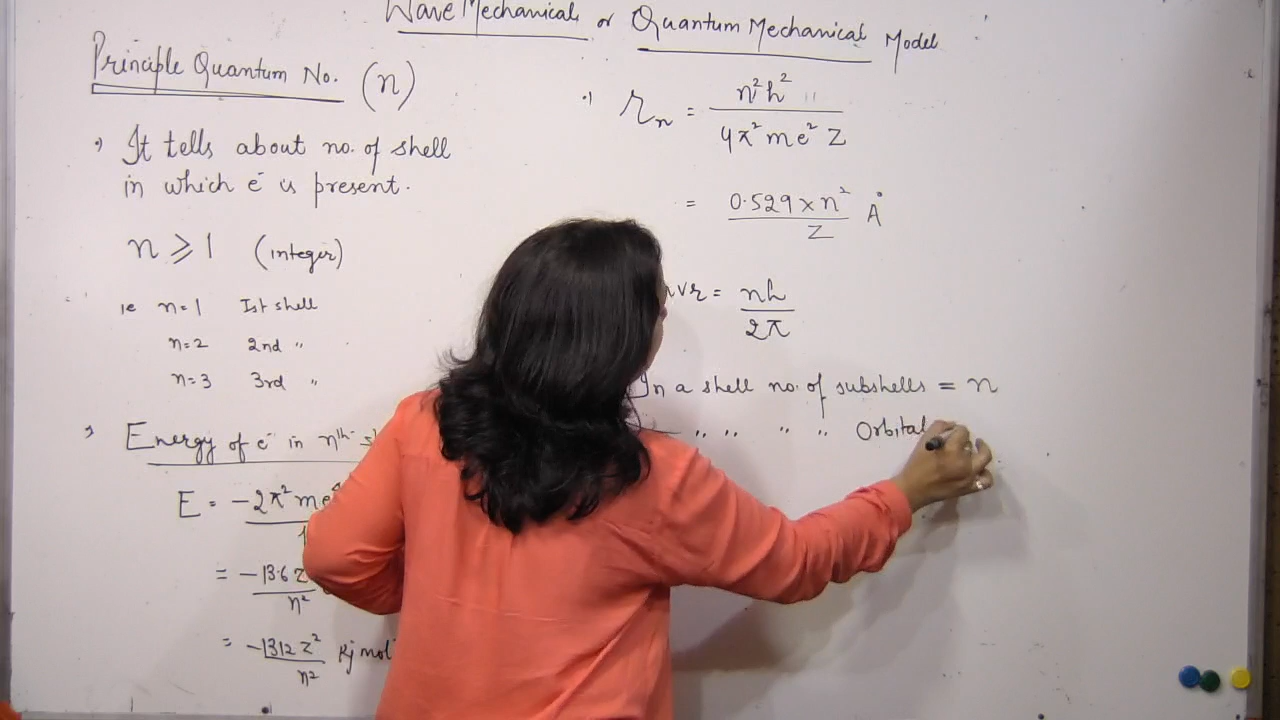 Wave Mechanical or Quantum Mechanical Model
Principle Quantum No. (n)
It tells about no. of shell
in which e⁻ is present.
n ⩾ 1 (integer)
ie n=1 Ist shell
n=2 2nd "
n=3 3rd "
Energy of e⁻ in nth
E = -2π²me
= -13.6 Z
n²
= -1312 Z² / n² kj mol
rₙ = n²h² / 4π²me² Z
= 0.529 × n² / Z Å
vr = nh / 2π
In a shell no. of subshells = n
" " " " Orbital